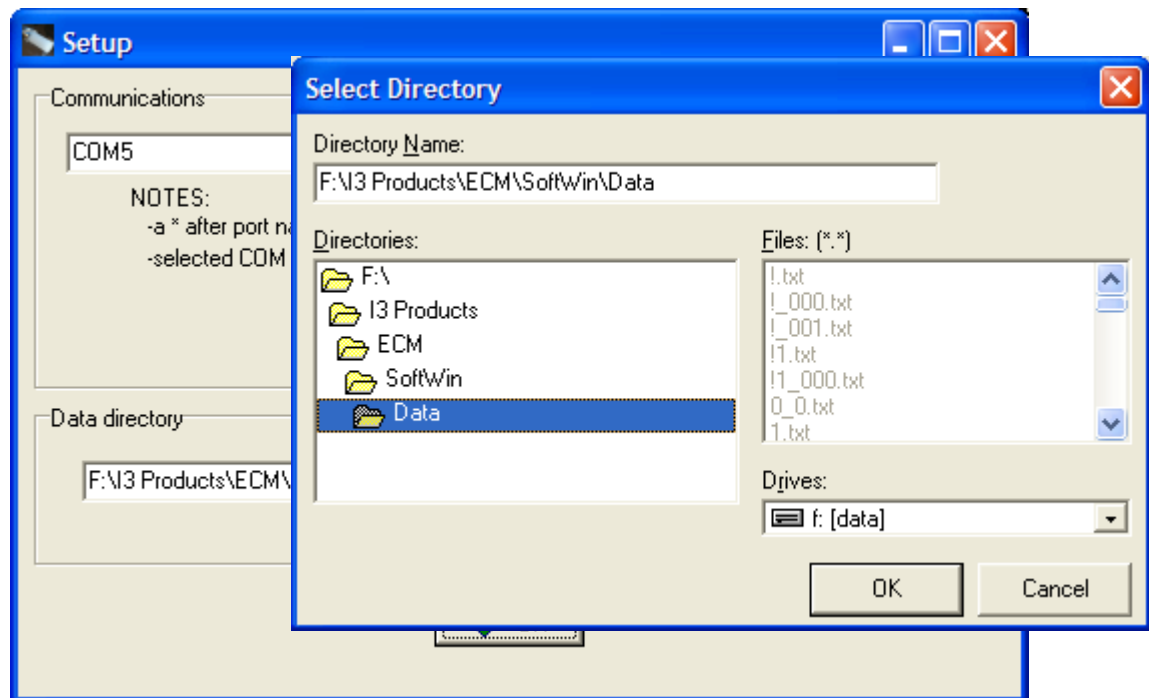 Setup
Communications
COM5
NOTES:
-a * after port na
-selected COM
Data directory
F:\I3 Products\ECM\
Select Directory
Directory Name:
F:\I3 Products\ECM\SoftWin\Data
Directories:
F:\
I3 Products
ECM
SoftWin
Data
Files: (*.*)
!.txt
!_000.txt
!_001.txt
!1.txt
!1_000.txt
0_0.txt
1.txt
Drives:
f: [data]
OK
Cancel